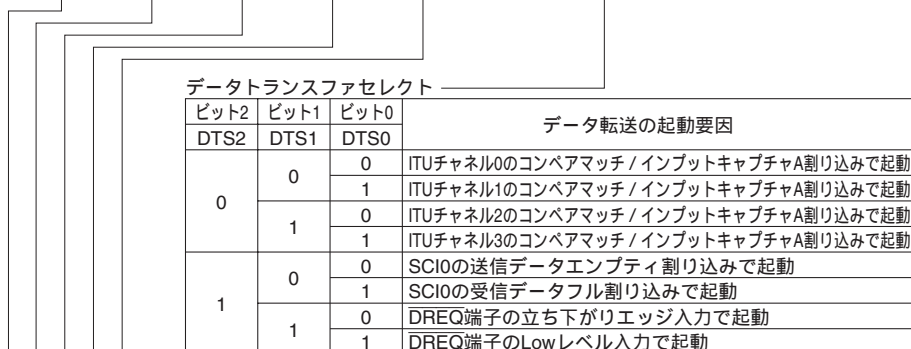 データトランスファセレクト
ビット2 ビット1 ビット0 データ転送の起動要因
DTS2 DTS1 DTS0
0 0 0 ITUチャネル0のコンペアマッチ / インプットキャプチャA割り込みで起動
1 ITUチャネル1のコンペアマッチ / インプットキャプチャA割り込みで起動
1 0 ITUチャネル2のコンペアマッチ / インプットキャプチャA割り込みで起動
1 ITUチャネル3のコンペアマッチ / インプットキャプチャA割り込みで起動
1 0 0 SCI0の送信データエンプティ割り込みで起動
1 SCI0の受信データフル割り込みで起動
1 0 DREQ端子の立ち下がりエッジ入力で起動
1 DREQ端子のLowレベル入力で起動